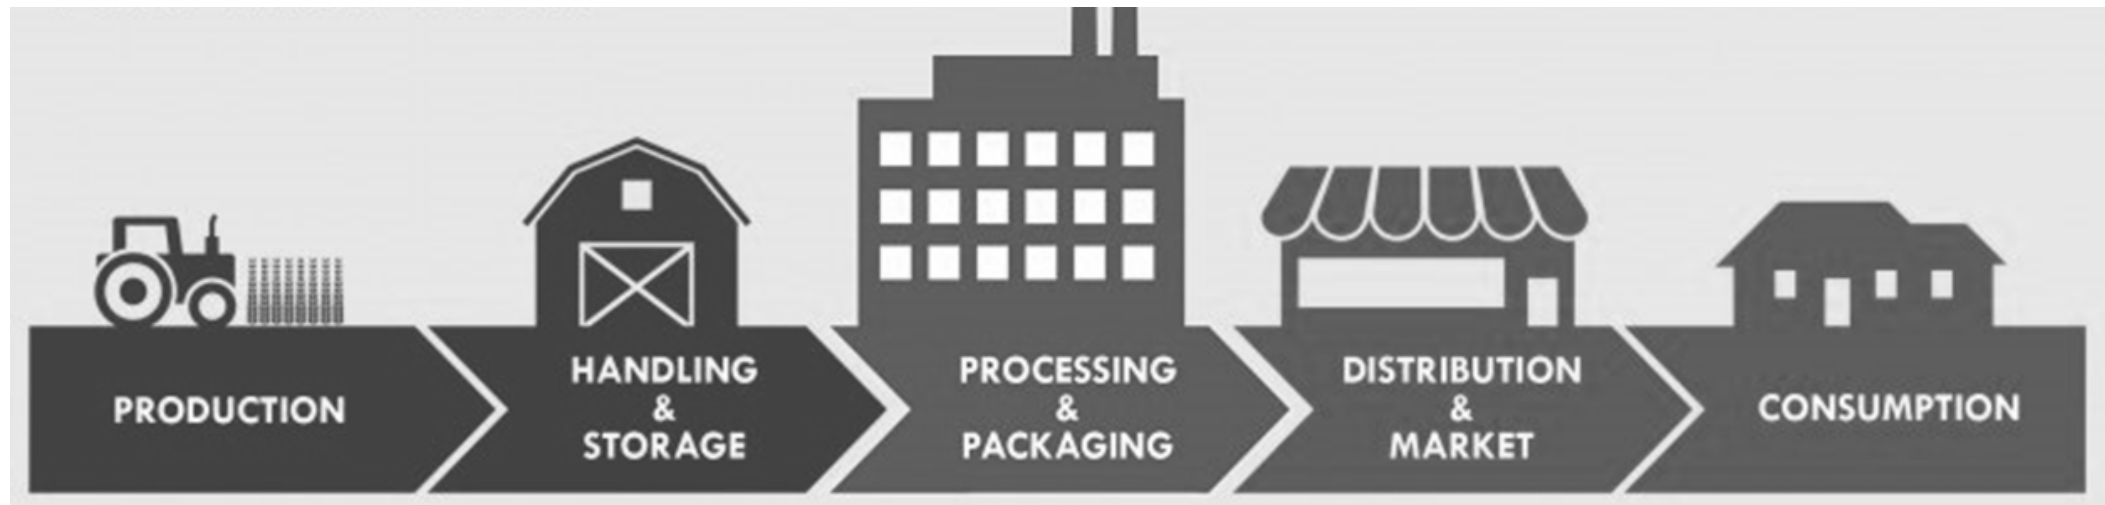 PRODUCTION
HANDLING
&
STORAGE
PROCESSING
&
PACKAGING
DISTRIBUTION
&
MARKET
CONSUMPTION